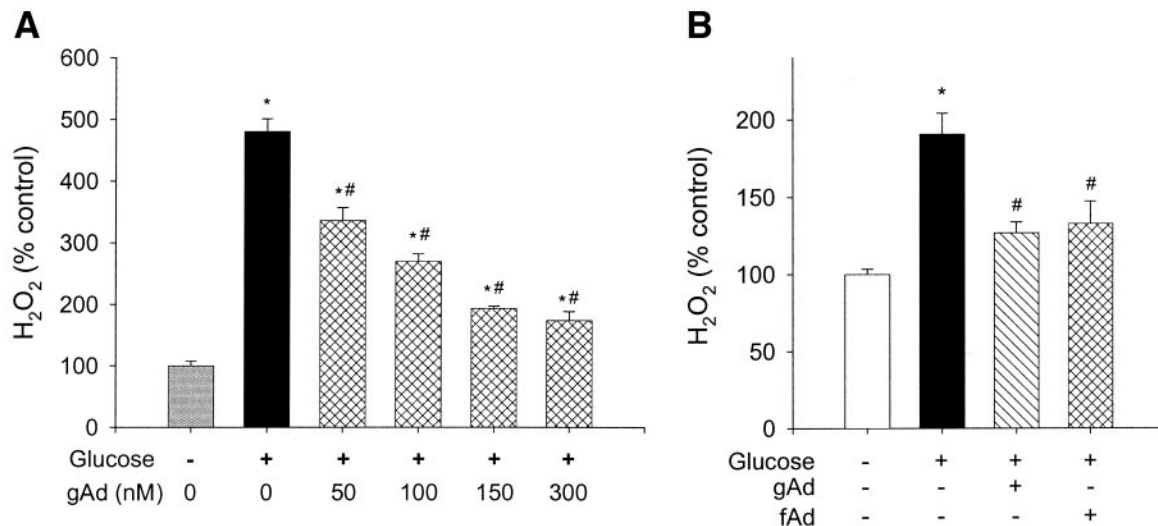 A
600
500
400
300
200
100
0
H₂O₂ (% control)
*
*#
*#
*#
*#
Glucose - + + + + +
gAd (nM) 0 0 50 100 150 300
B
200
150
100
50
0
H₂O₂ (% control)
*
#
#
Glucose - + + +
gAd - - + -
fAd - - - +